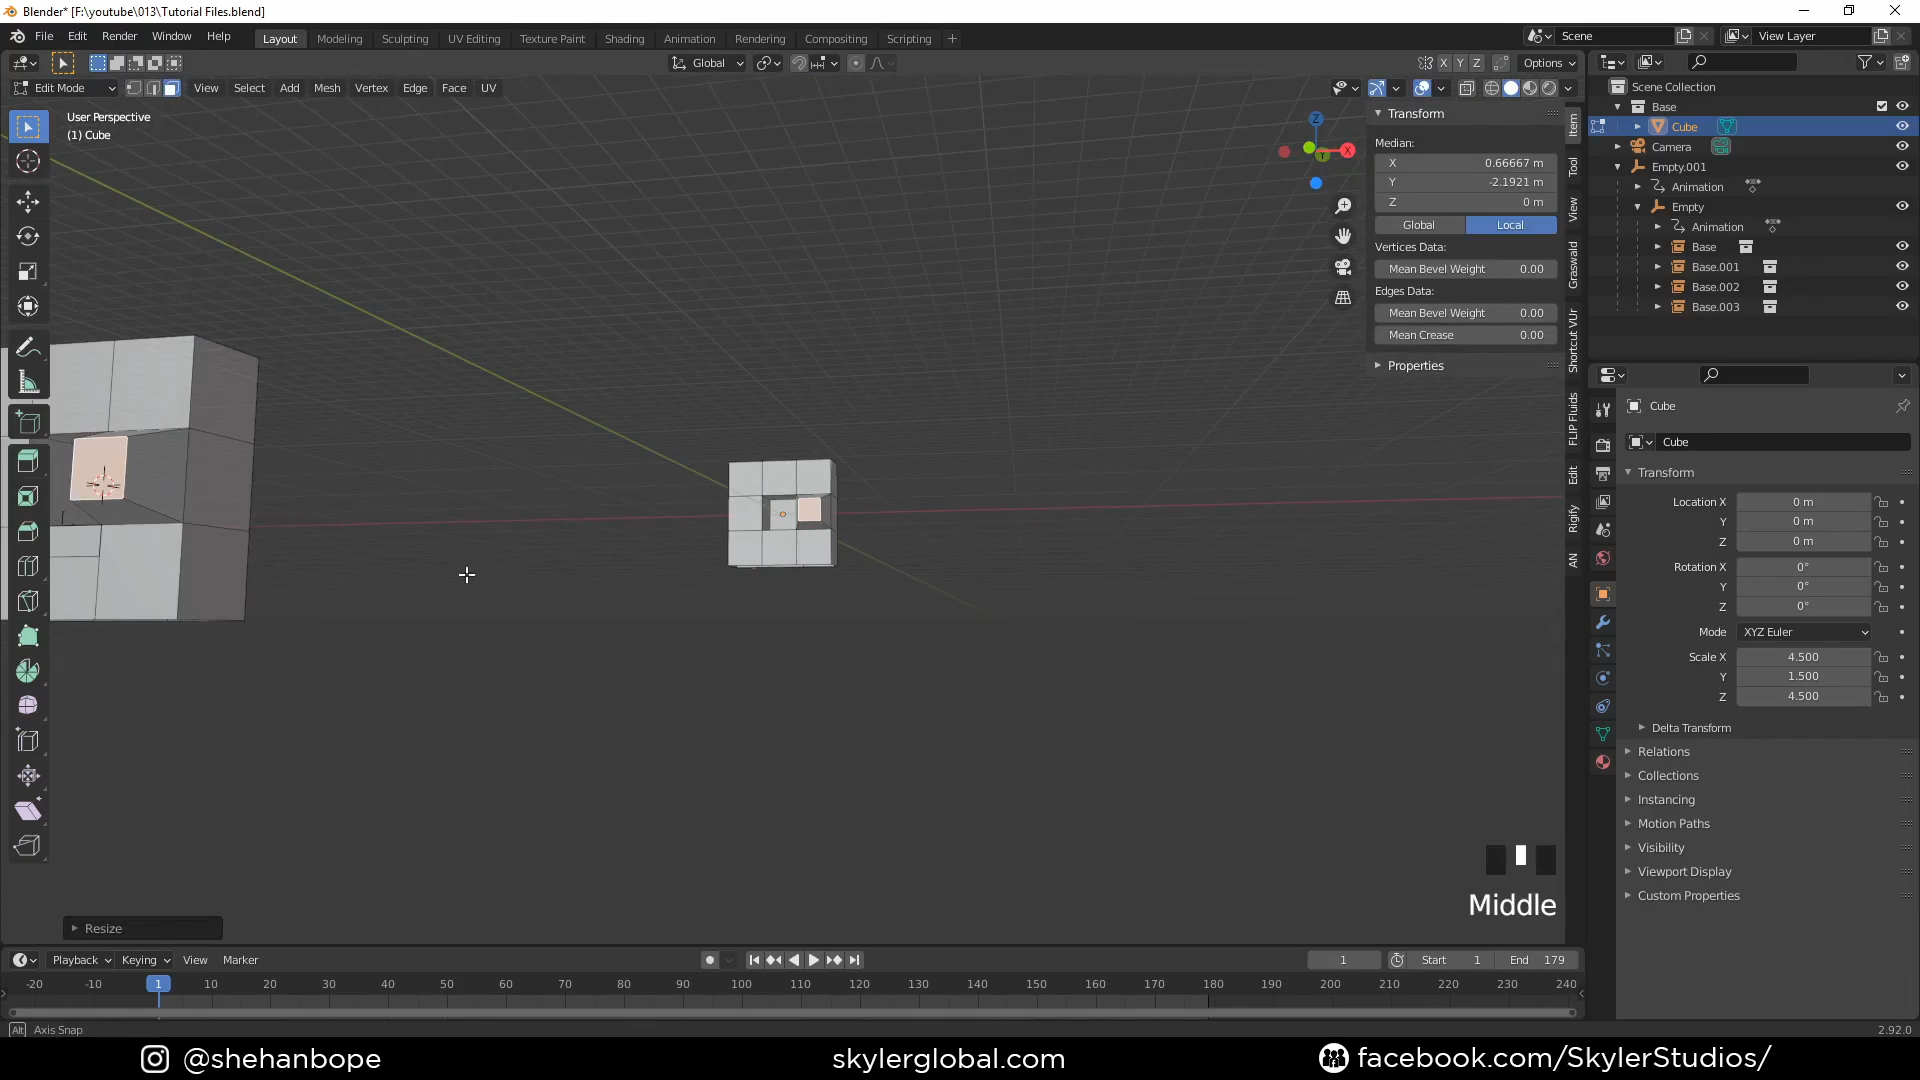 Blender* [F:\youtube\013\Tutorial Files.blend]
File Edit Render Window Help
Layout Modeling Sculpting UV Editing Texture Paint Shading Animation Rendering Compositing Scripting +
Scene
View Layer
Global
X Y Z
Options
Edit Mode View Select Add Mesh Vertex Edge Face UV
User Perspective
(1) Cube
Z
X
Y
Transform
Median:
X 0.66667 m
Y -2.1921 m
Z 0 m
Global Local
Vertices Data:
Mean Bevel Weight 0.00
Edges Data:
Mean Bevel Weight 0.00
Mean Crease 0.00
Properties
Item
Tool
View
Graswald
Shortcut VUr
FLIP Fluids
Edit
Rigify
AN
Scene Collection
Base
Cube
Camera
Empty.001
Animation
Empty
Animation
Base
Base.001
Base.002
Base.003
Cube
Cube
Transform
Location X 0 m
Y 0 m
Z 0 m
Rotation X 0°
Y 0°
Z 0°
Mode XYZ Euler
Scale X 4.500
Y 1.500
Z 4.500
Delta Transform
Relations
Collections
Instancing
Motion Paths
Visibility
Viewport Display
Custom Properties
Middle
Resize
Playback Keying View Marker
1
Start 1
End 179
-20 -10 1 10 20 30 40 50 60 70 80 90 100 110 120 130 140 150 160 170 180 190 200 210 220 230 240
Alt Axis Snap
2.92.0
@shehanbope
skylerglobal.com
facebook.com/SkylerStudios/